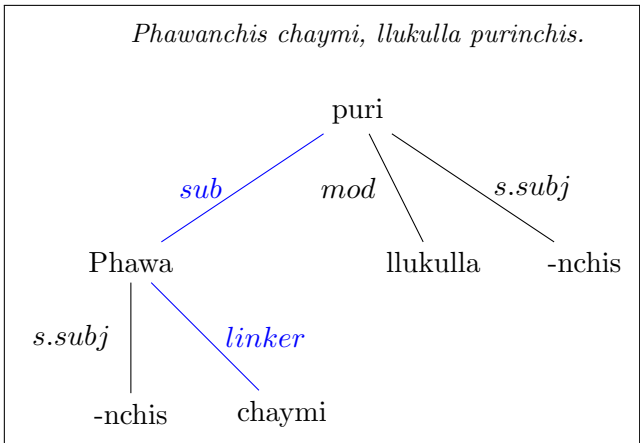 Phawanchis chaymi, llukulla purinchis.
puri
sub mod s.subj
Phawa llukulla -nchis
s.subj linker
-nchis chaymi